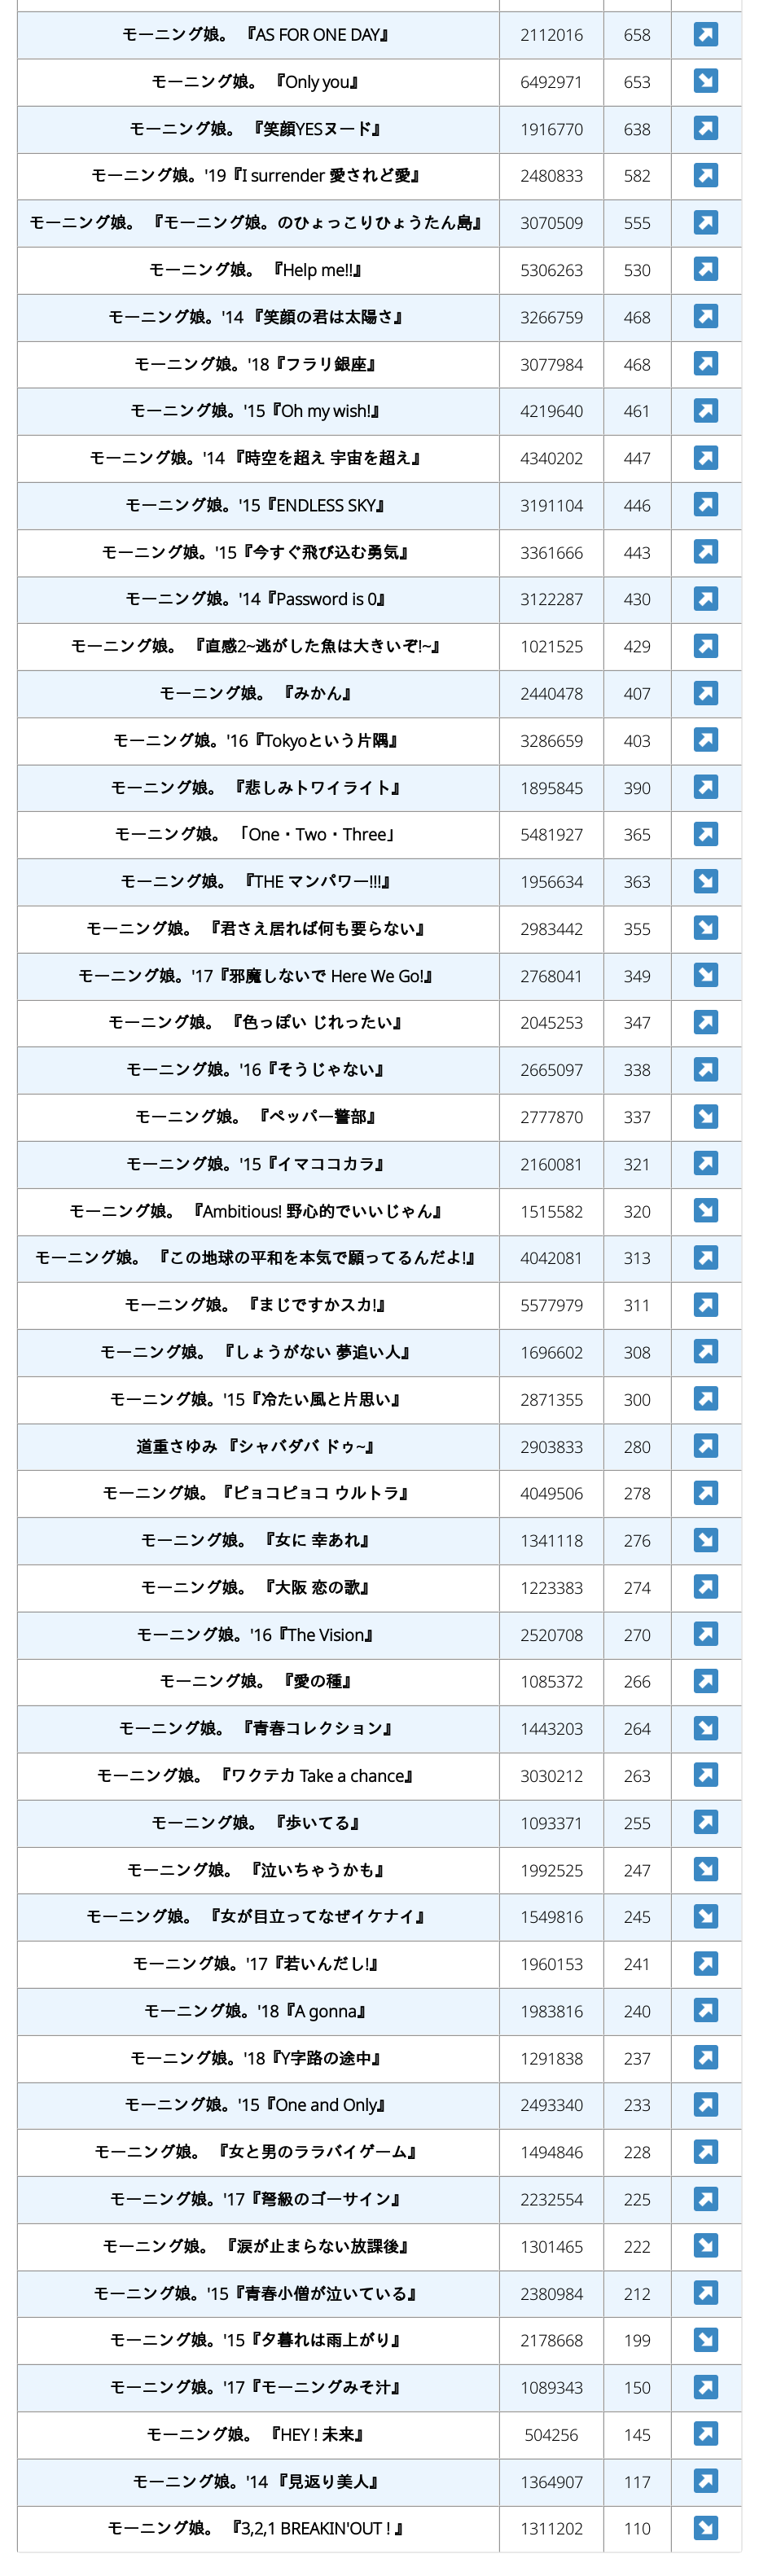 モーニング娘。 『AS FOR ONE DAY』 2112016 658 ↗
モーニング娘。 『Only you』 6492971 653 ↘
モーニング娘。 『笑顔YESヌード』 1916770 638 ↗
モーニング娘。'19『I surrender 愛されど愛』 2480833 582 ↗
モーニング娘。 『モーニング娘。のひょっこりひょうたん島』 3070509 555 ↗
モーニング娘。 『Help me!!』 5306263 530 ↗
モーニング娘。'14 『笑顔の君は太陽さ』 3266759 468 ↗
モーニング娘。'18『フラリ銀座』 3077984 468 ↗
モーニング娘。'15『Oh my wish!』 4219640 461 ↗
モーニング娘。'14 『時空を超え 宇宙を超え』 4340202 447 ↗
モーニング娘。'15『ENDLESS SKY』 3191104 446 ↗
モーニング娘。'15『今すぐ飛び込む勇気』 3361666 443 ↗
モーニング娘。'14『Password is 0』 3122287 430 ↗
モーニング娘。 『直感2~逃がした魚は大きいぞ!~』 1021525 429 ↗
モーニング娘。 『みかん』 2440478 407 ↗
モーニング娘。'16『Tokyoという片隅』 3286659 403 ↗
モーニング娘。 『悲しみトワイライト』 1895845 390 ↗
モーニング娘。 「One・Two・Three」 5481927 365 ↗
モーニング娘。 『THE マンパワー!!!』 1956634 363 ↘
モーニング娘。 『君さえ居れば何も要らない』 2983442 355 ↘
モーニング娘。'17『邪魔しないで Here We Go!』 2768041 349 ↘
モーニング娘。 『色っぽい じれったい』 2045253 347 ↗
モーニング娘。'16『そうじゃない』 2665097 338 ↗
モーニング娘。 『ペッパー警部』 2777870 337 ↘
モーニング娘。'15『イマココカラ』 2160081 321 ↗
モーニング娘。 『Ambitious! 野心的でいいじゃん』 1515582 320 ↘
モーニング娘。 『この地球の平和を本気で願ってるんだよ!』 4042081 313 ↗
モーニング娘。 『まじですかスカ!』 5577979 311 ↗
モーニング娘。 『しょうがない 夢追い人』 1696602 308 ↗
モーニング娘。'15『冷たい風と片思い』 2871355 300 ↗
道重さゆみ 『シャバダバ ドゥ~』 2903833 280 ↗
モーニング娘。『ピョコピョコ ウルトラ』 4049506 278 ↗
モーニング娘。 『女に 幸あれ』 1341118 276 ↘
モーニング娘。 『大阪 恋の歌』 1223383 274 ↗
モーニング娘。'16『The Vision』 2520708 270 ↗
モーニング娘。 『愛の種』 1085372 266 ↗
モーニング娘。 『青春コレクション』 1443203 264 ↘
モーニング娘。 『ワクテカ Take a chance』 3030212 263 ↗
モーニング娘。 『歩いてる』 1093371 255 ↗
モーニング娘。 『泣いちゃうかも』 1992525 247 ↘
モーニング娘。 『女が目立ってなぜイケナイ』 1549816 245 ↘
モーニング娘。'17『若いんだし!』 1960153 241 ↗
モーニング娘。'18『A gonna』 1983816 240 ↗
モーニング娘。'18『Y字路の途中』 1291838 237 ↗
モーニング娘。'15『One and Only』 2493340 233 ↗
モーニング娘。 『女と男のララバイゲーム』 1494846 228 ↗
モーニング娘。'17『弩級のゴーサイン』 2232554 225 ↗
モーニング娘。 『涙が止まらない放課後』 1301465 222 ↘
モーニング娘。'15『青春小僧が泣いている』 2380984 212 ↗
モーニング娘。'15『夕暮れは雨上がり』 2178668 199 ↘
モーニング娘。'17『モーニングみそ汁』 1089343 150 ↗
モーニング娘。 『HEY ! 未来』 504256 145 ↗
モーニング娘。'14 『見返り美人』 1364907 117 ↗
モーニング娘。 『3,2,1 BREAKIN'OUT ! 』 1311202 110 ↘